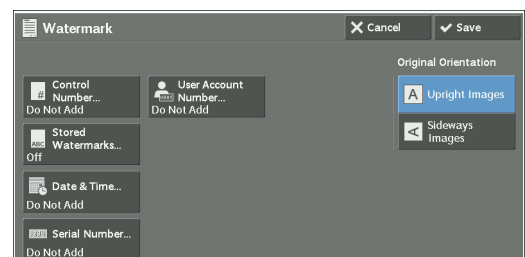 Watermark
Cancel
Save
Original Orientation
Control
Number...
Do Not Add
User Account
Number...
Do Not Add
Upright Images
Stored
Watermarks...
Off
Sideways
Images
Date & Time...
Do Not Add
Serial Number...
Do Not Add